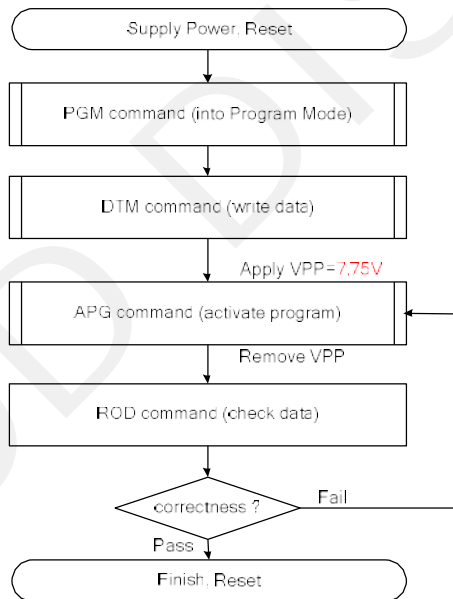 Supply Power, Reset
PGM command (into Program Mode)
DTM command (write data)
Apply VPP=7.75V
APG command (activate program)
Remove VPP
ROD command (check data)
correctness ?
Fail
Pass
Finish, Reset